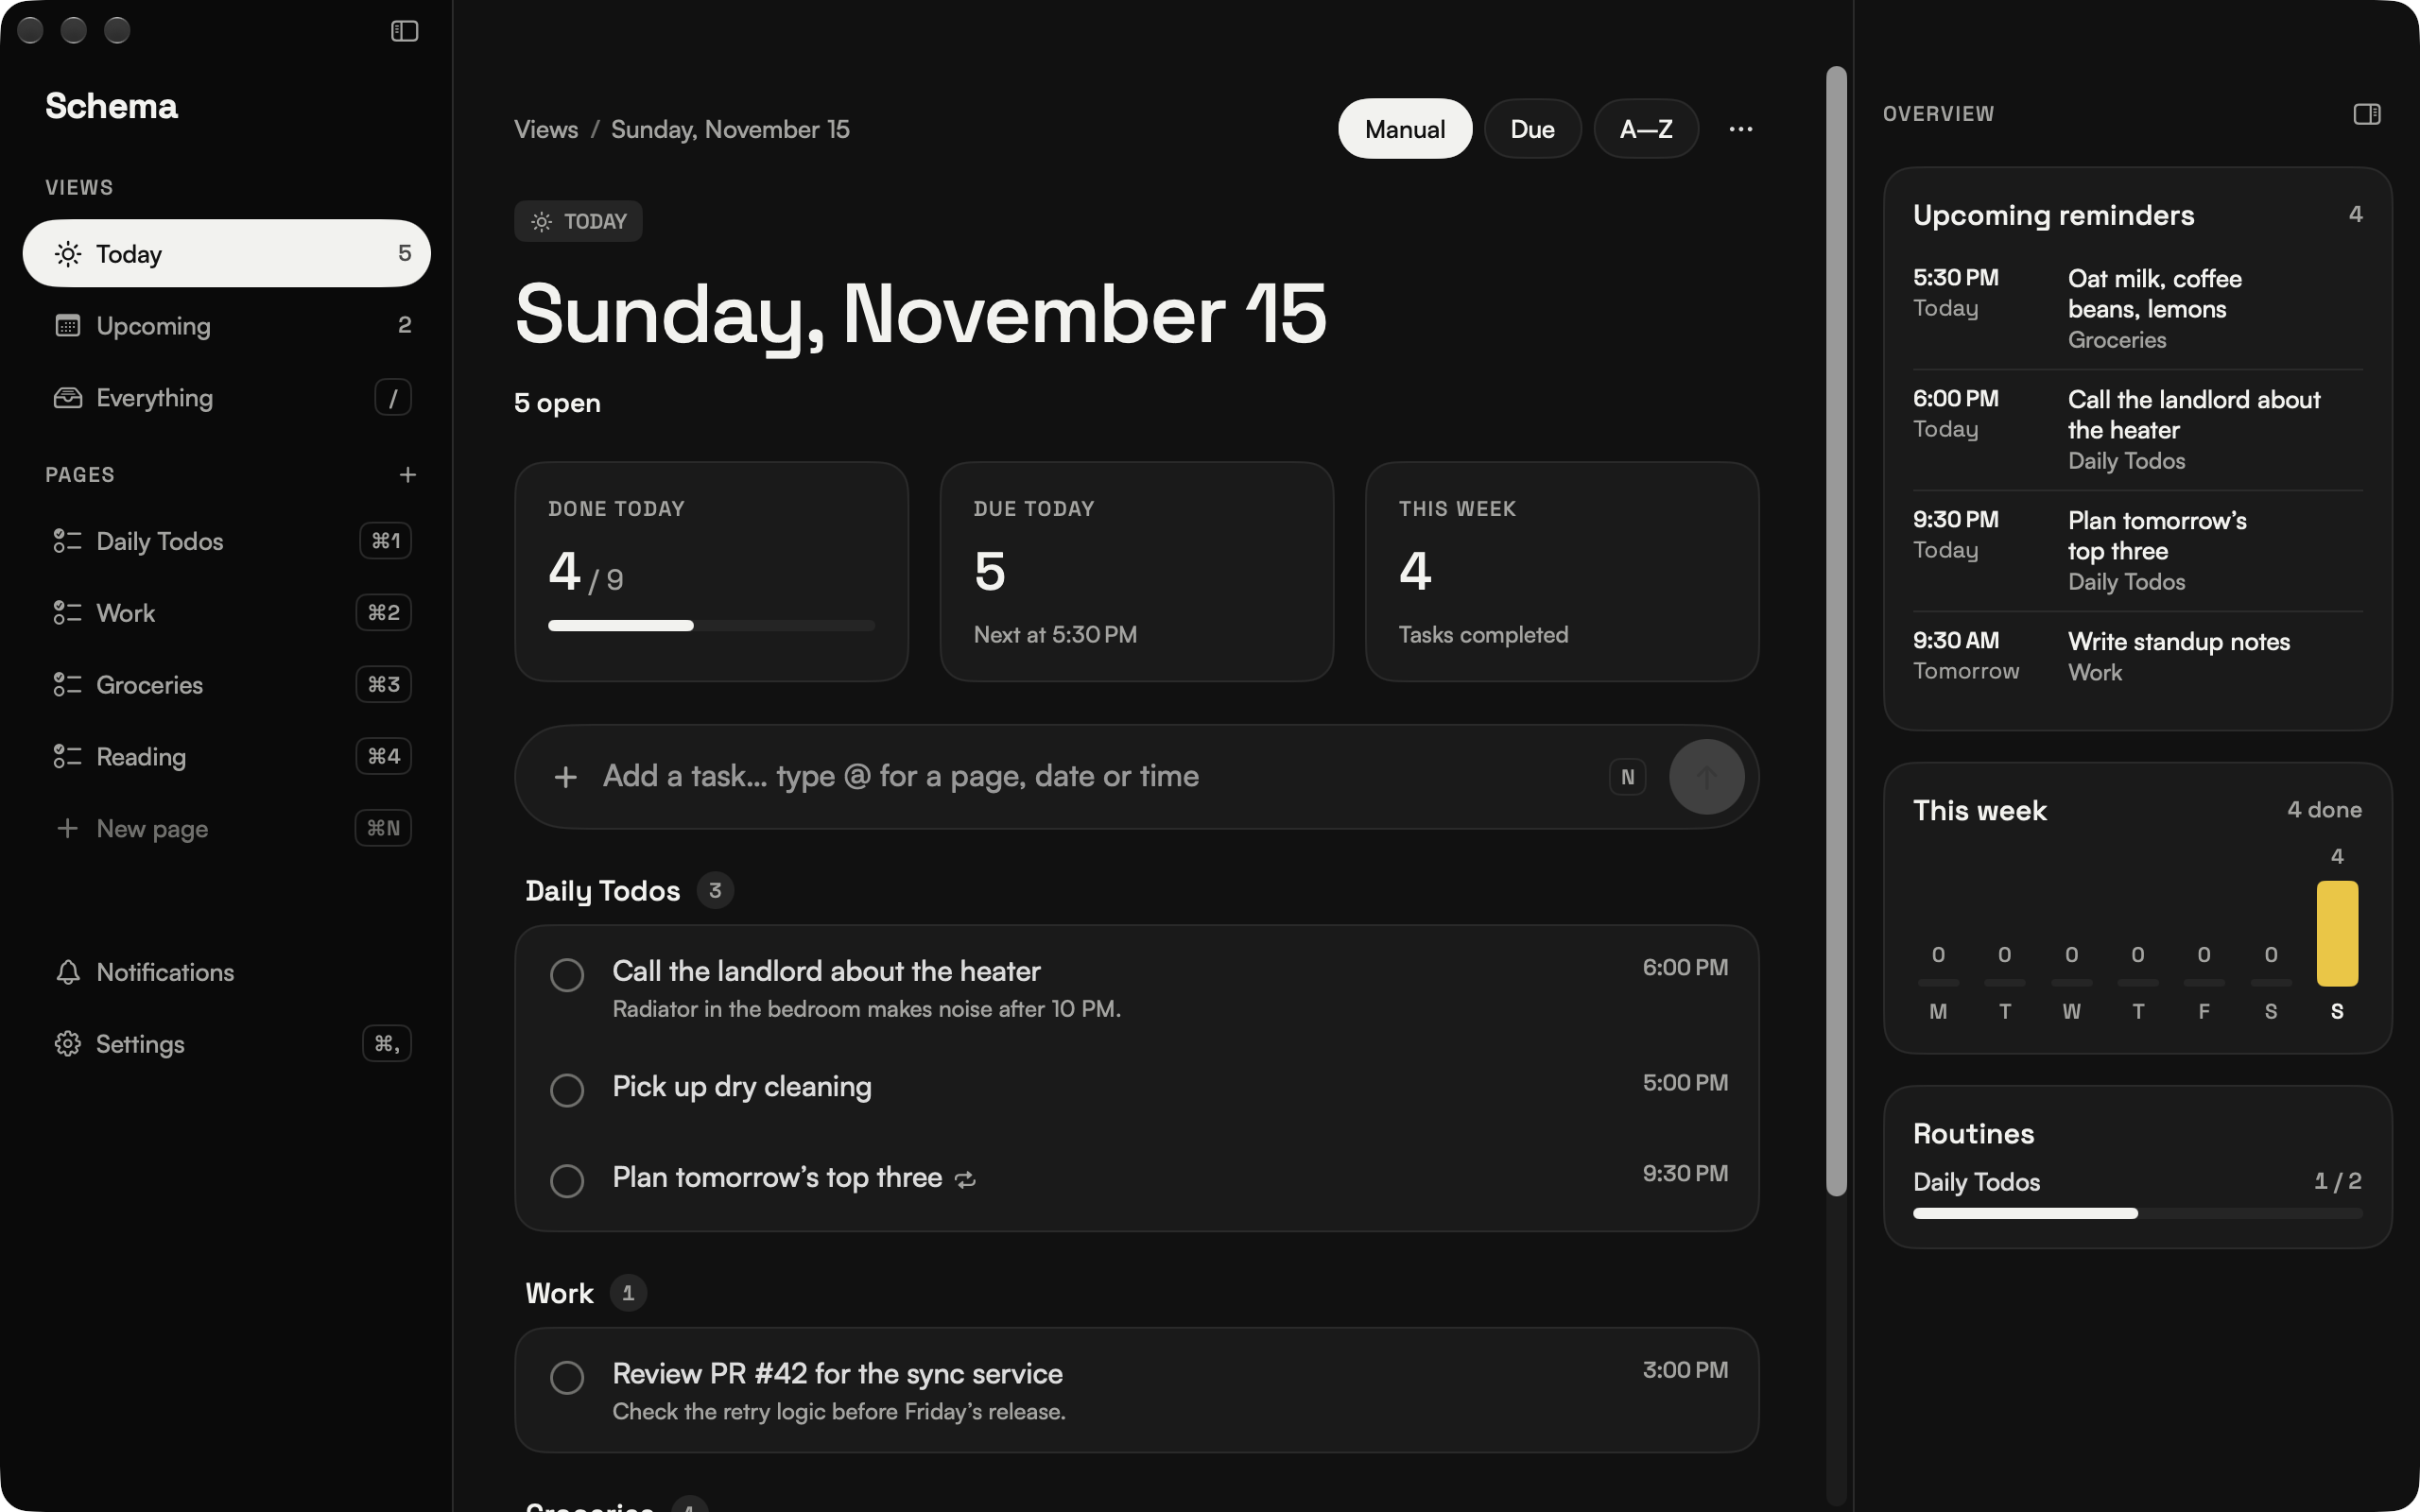 Schema
VIEWS
Today 5
Upcoming 2
Everything /
PAGES +
Daily Todos ⌘1
Work ⌘2
Groceries ⌘3
Reading ⌘4
+ New page ⌘N
Notifications
Settings ⌘,
Views / Sunday, November 15
Manual Due A—Z ···
TODAY
Sunday, November 15
5 open
DONE TODAY
4 / 9
DUE TODAY
5
Next at 5:30 PM
THIS WEEK
4
Tasks completed
+ Add a task... type @ for a page, date or time N
Daily Todos 3
Call the landlord about the heater 6:00 PM
Radiator in the bedroom makes noise after 10 PM.
Pick up dry cleaning 5:00 PM
Plan tomorrow’s top three 9:30 PM
Work 1
Review PR #42 for the sync service 3:00 PM
Check the retry logic before Friday’s release.
OVERVIEW
Upcoming reminders 4
5:30 PM Oat milk, coffee
Today beans, lemons
Groceries
6:00 PM Call the landlord about
Today the heater
Daily Todos
9:30 PM Plan tomorrow’s
Today top three
Daily Todos
9:30 AM Write standup notes
Tomorrow Work
This week 4 done
4
0 0 0 0 0 0
M T W T F S S
Routines
Daily Todos 1 / 2